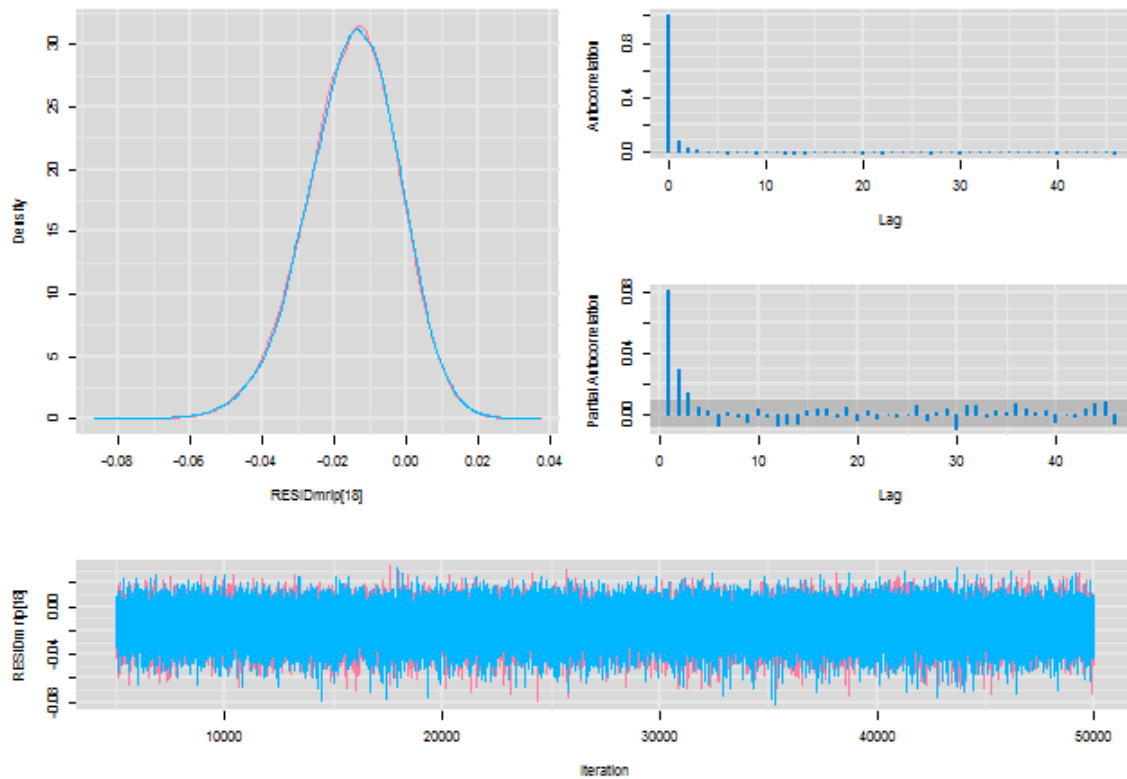 Density
0 5 10 15 20 25 30
-0.08 -0.06 -0.04 -0.02 0.00 0.02 0.04
RESIDmrip[18]
Autocorrelation
0.0 0.4 0.8
0 10 20 30 40
Lag
Partial Autocorrelation
0.00 0.04 0.08
0 10 20 30 40
Lag
RESIDmrip[18]
-0.08 -0.04 0.00
10000 20000 30000 40000 50000
Iteration